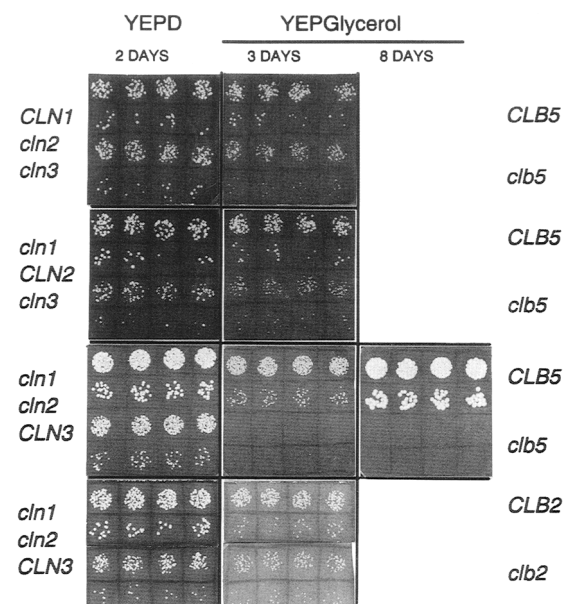 YEPD YEPGlycerol
2 DAYS 3 DAYS 8 DAYS
CLN1 CLB5
cln2
cln3 clb5
cln1 CLB5
CLN2
cln3 clb5
cln1 CLB5
cln2
CLN3 clb5
cln1 CLB2
cln2
CLN3 clb2